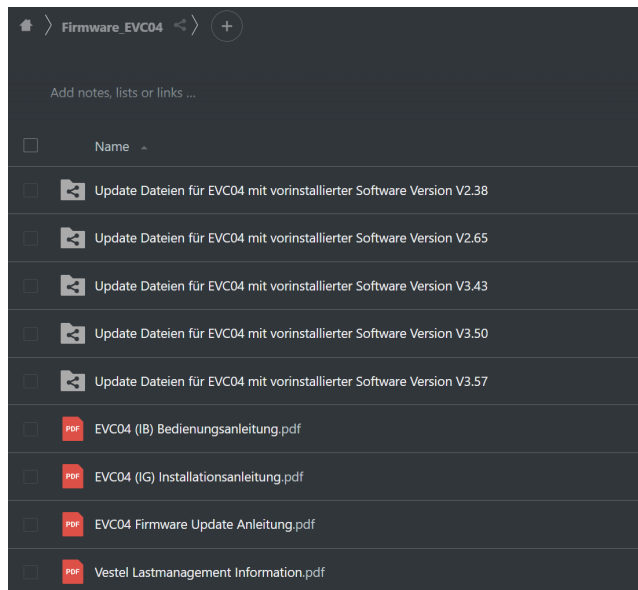 Firmware_EVC04
Add notes, lists or links ...
Name
Update Dateien für EVC04 mit vorinstallierter Software Version V2.38
Update Dateien für EVC04 mit vorinstallierter Software Version V2.65
Update Dateien für EVC04 mit vorinstallierter Software Version V3.43
Update Dateien für EVC04 mit vorinstallierter Software Version V3.50
Update Dateien für EVC04 mit vorinstallierter Software Version V3.57
PDF EVC04 (IB) Bedienungsanleitung.pdf
PDF EVC04 (IG) Installationsanleitung.pdf
PDF EVC04 Firmware Update Anleitung.pdf
PDF Vestel Lastmanagement Information.pdf